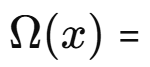 Ω(x) =